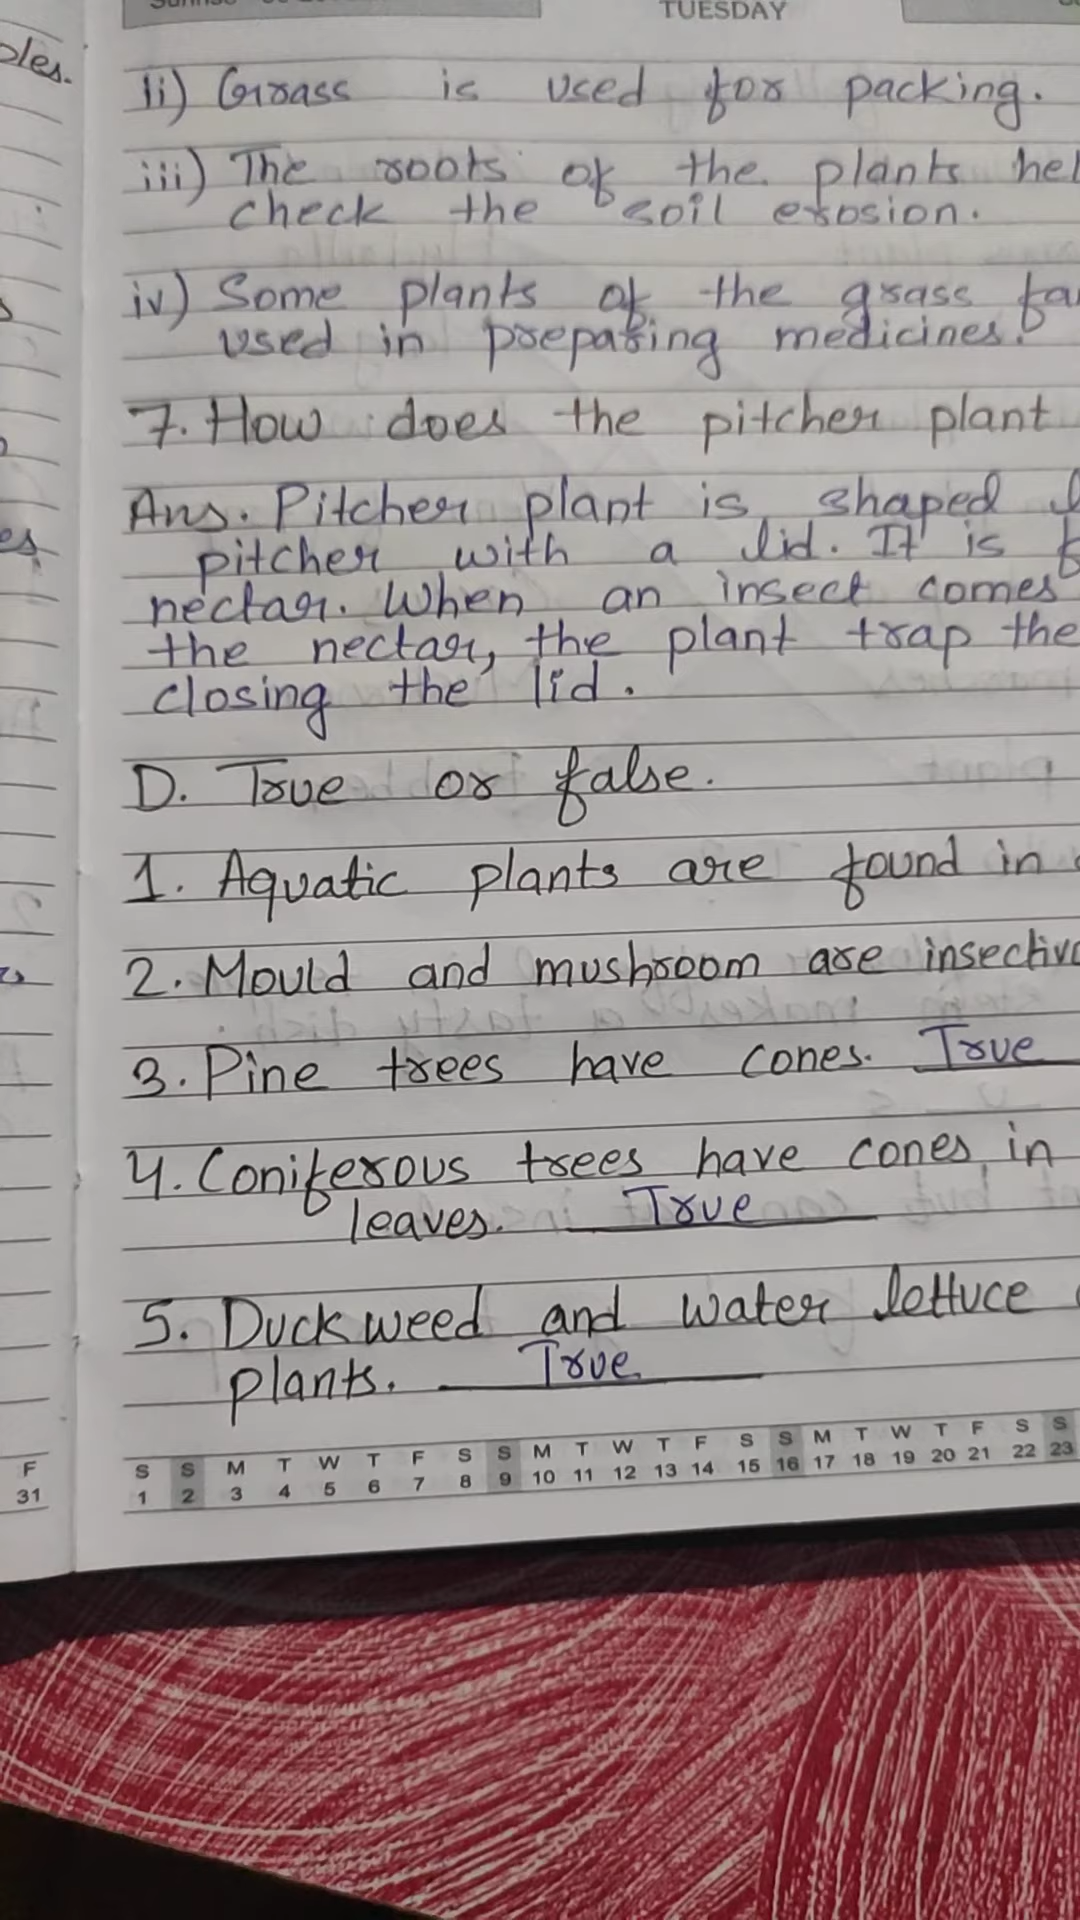 TUESDAY
ples.
ii) Grass is used for packing.
iii) The roots of the plants hel
check the soil erosion.
iv) Some plants of the grass fa
used in preparing medicines.
7. How does the pitcher plant
Ans. Pitcher plant is shaped l
pitcher with a lid. It is f
nectar. When an insect comes
the nectar, the plant trap the
closing the lid.
D. True or false.
1. Aquatic plants are found in
2. Mould and mushroom are insectivo
3. Pine trees have cones. True
4. Coniferous trees have cones in
leaves. True
5. Duckweed and water lettuce
plants. True
S S M T W T F S S M T W T F S S M T W T F S S
1 2 3 4 5 6 7 8 9 10 11 12 13 14 15 16 17 18 19 20 21 22 23
F
31